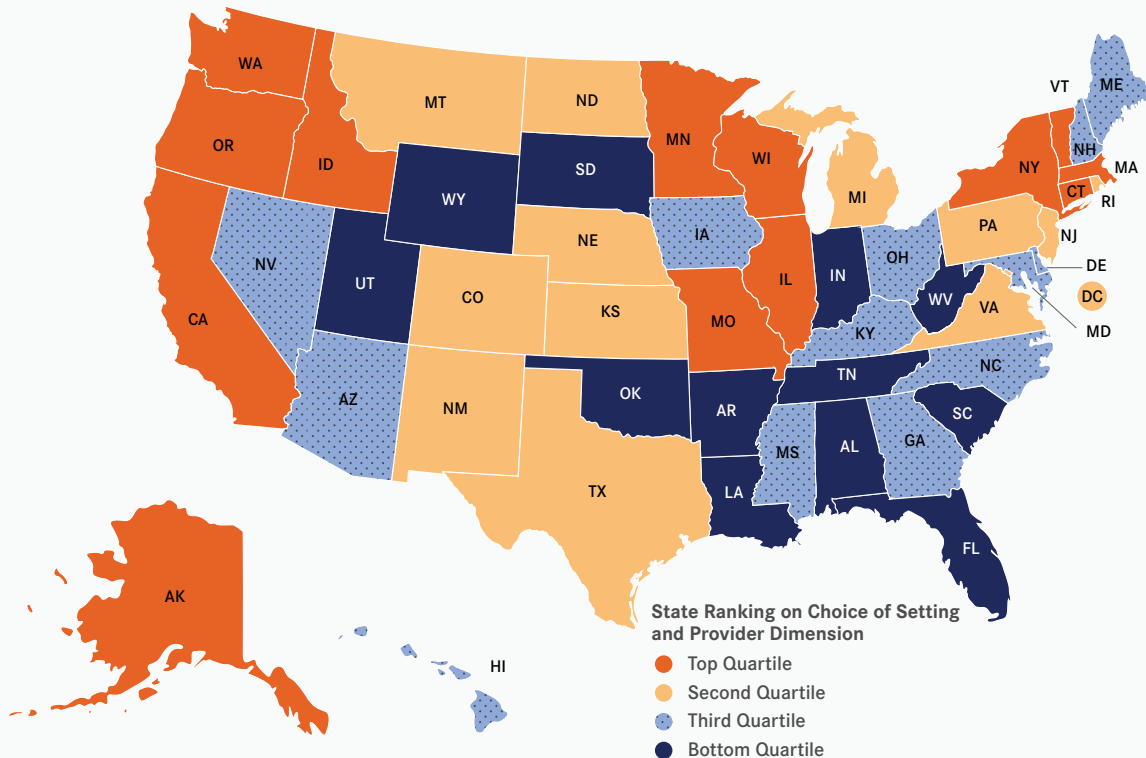 WA
MT
ND
MN
VT
ME
OR
ID
WI
NY
NH
MA
SD
WY
MI
CT
RI
IA
PA
NJ
NE
NV
OH
DE
UT
CO
IL
IN
WV
DC
CA
KS
MO
VA
MD
KY
NC
TN
AZ
NM
OK
AR
SC
MS
AL
GA
TX
LA
FL
AK
HI
State Ranking on Choice of Setting
and Provider Dimension
Top Quartile
Second Quartile
Third Quartile
Bottom Quartile